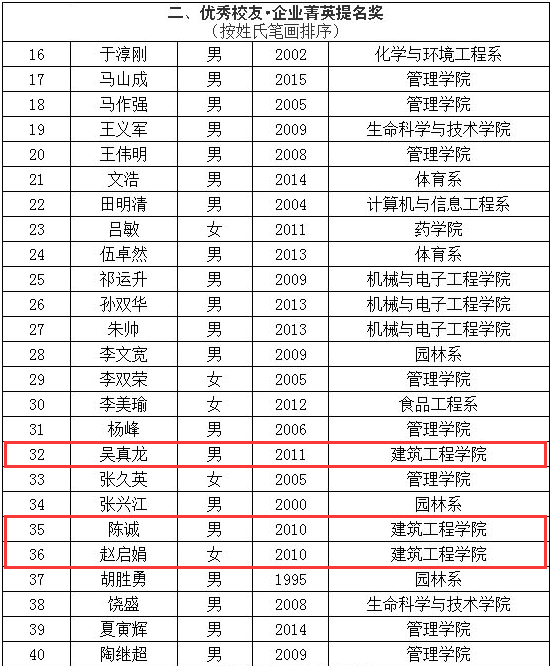 二、优秀校友·企业菁英提名奖
（按姓氏笔画排序）
16 于淳刚 男 2002 化学与环境工程系
17 马山成 男 2015 管理学院
18 马作强 男 2005 管理学院
19 王义军 男 2009 生命科学与技术学院
20 王伟明 男 2008 管理学院
21 文浩 男 2014 体育系
22 田明清 男 2004 计算机与信息工程系
23 吕敏 女 2011 药学院
24 伍卓然 男 2013 体育系
25 祁运升 男 2009 机械与电子工程学院
26 孙双华 男 2013 机械与电子工程学院
27 朱帅 男 2013 机械与电子工程学院
28 李文宽 男 2009 园林系
29 李双荣 女 2005 管理学院
30 李美瑜 女 2012 食品工程系
31 杨峰 男 2006 管理学院
32 吴真龙 男 2011 建筑工程学院
33 张久英 女 2005 管理学院
34 张兴江 男 2000 园林系
35 陈诚 男 2010 建筑工程学院
36 赵启娟 女 2010 建筑工程学院
37 胡胜勇 男 1995 园林系
38 饶盛 男 2008 生命科学与技术学院
39 夏寅辉 男 2014 管理学院
40 陶继超 男 2009 管理学院